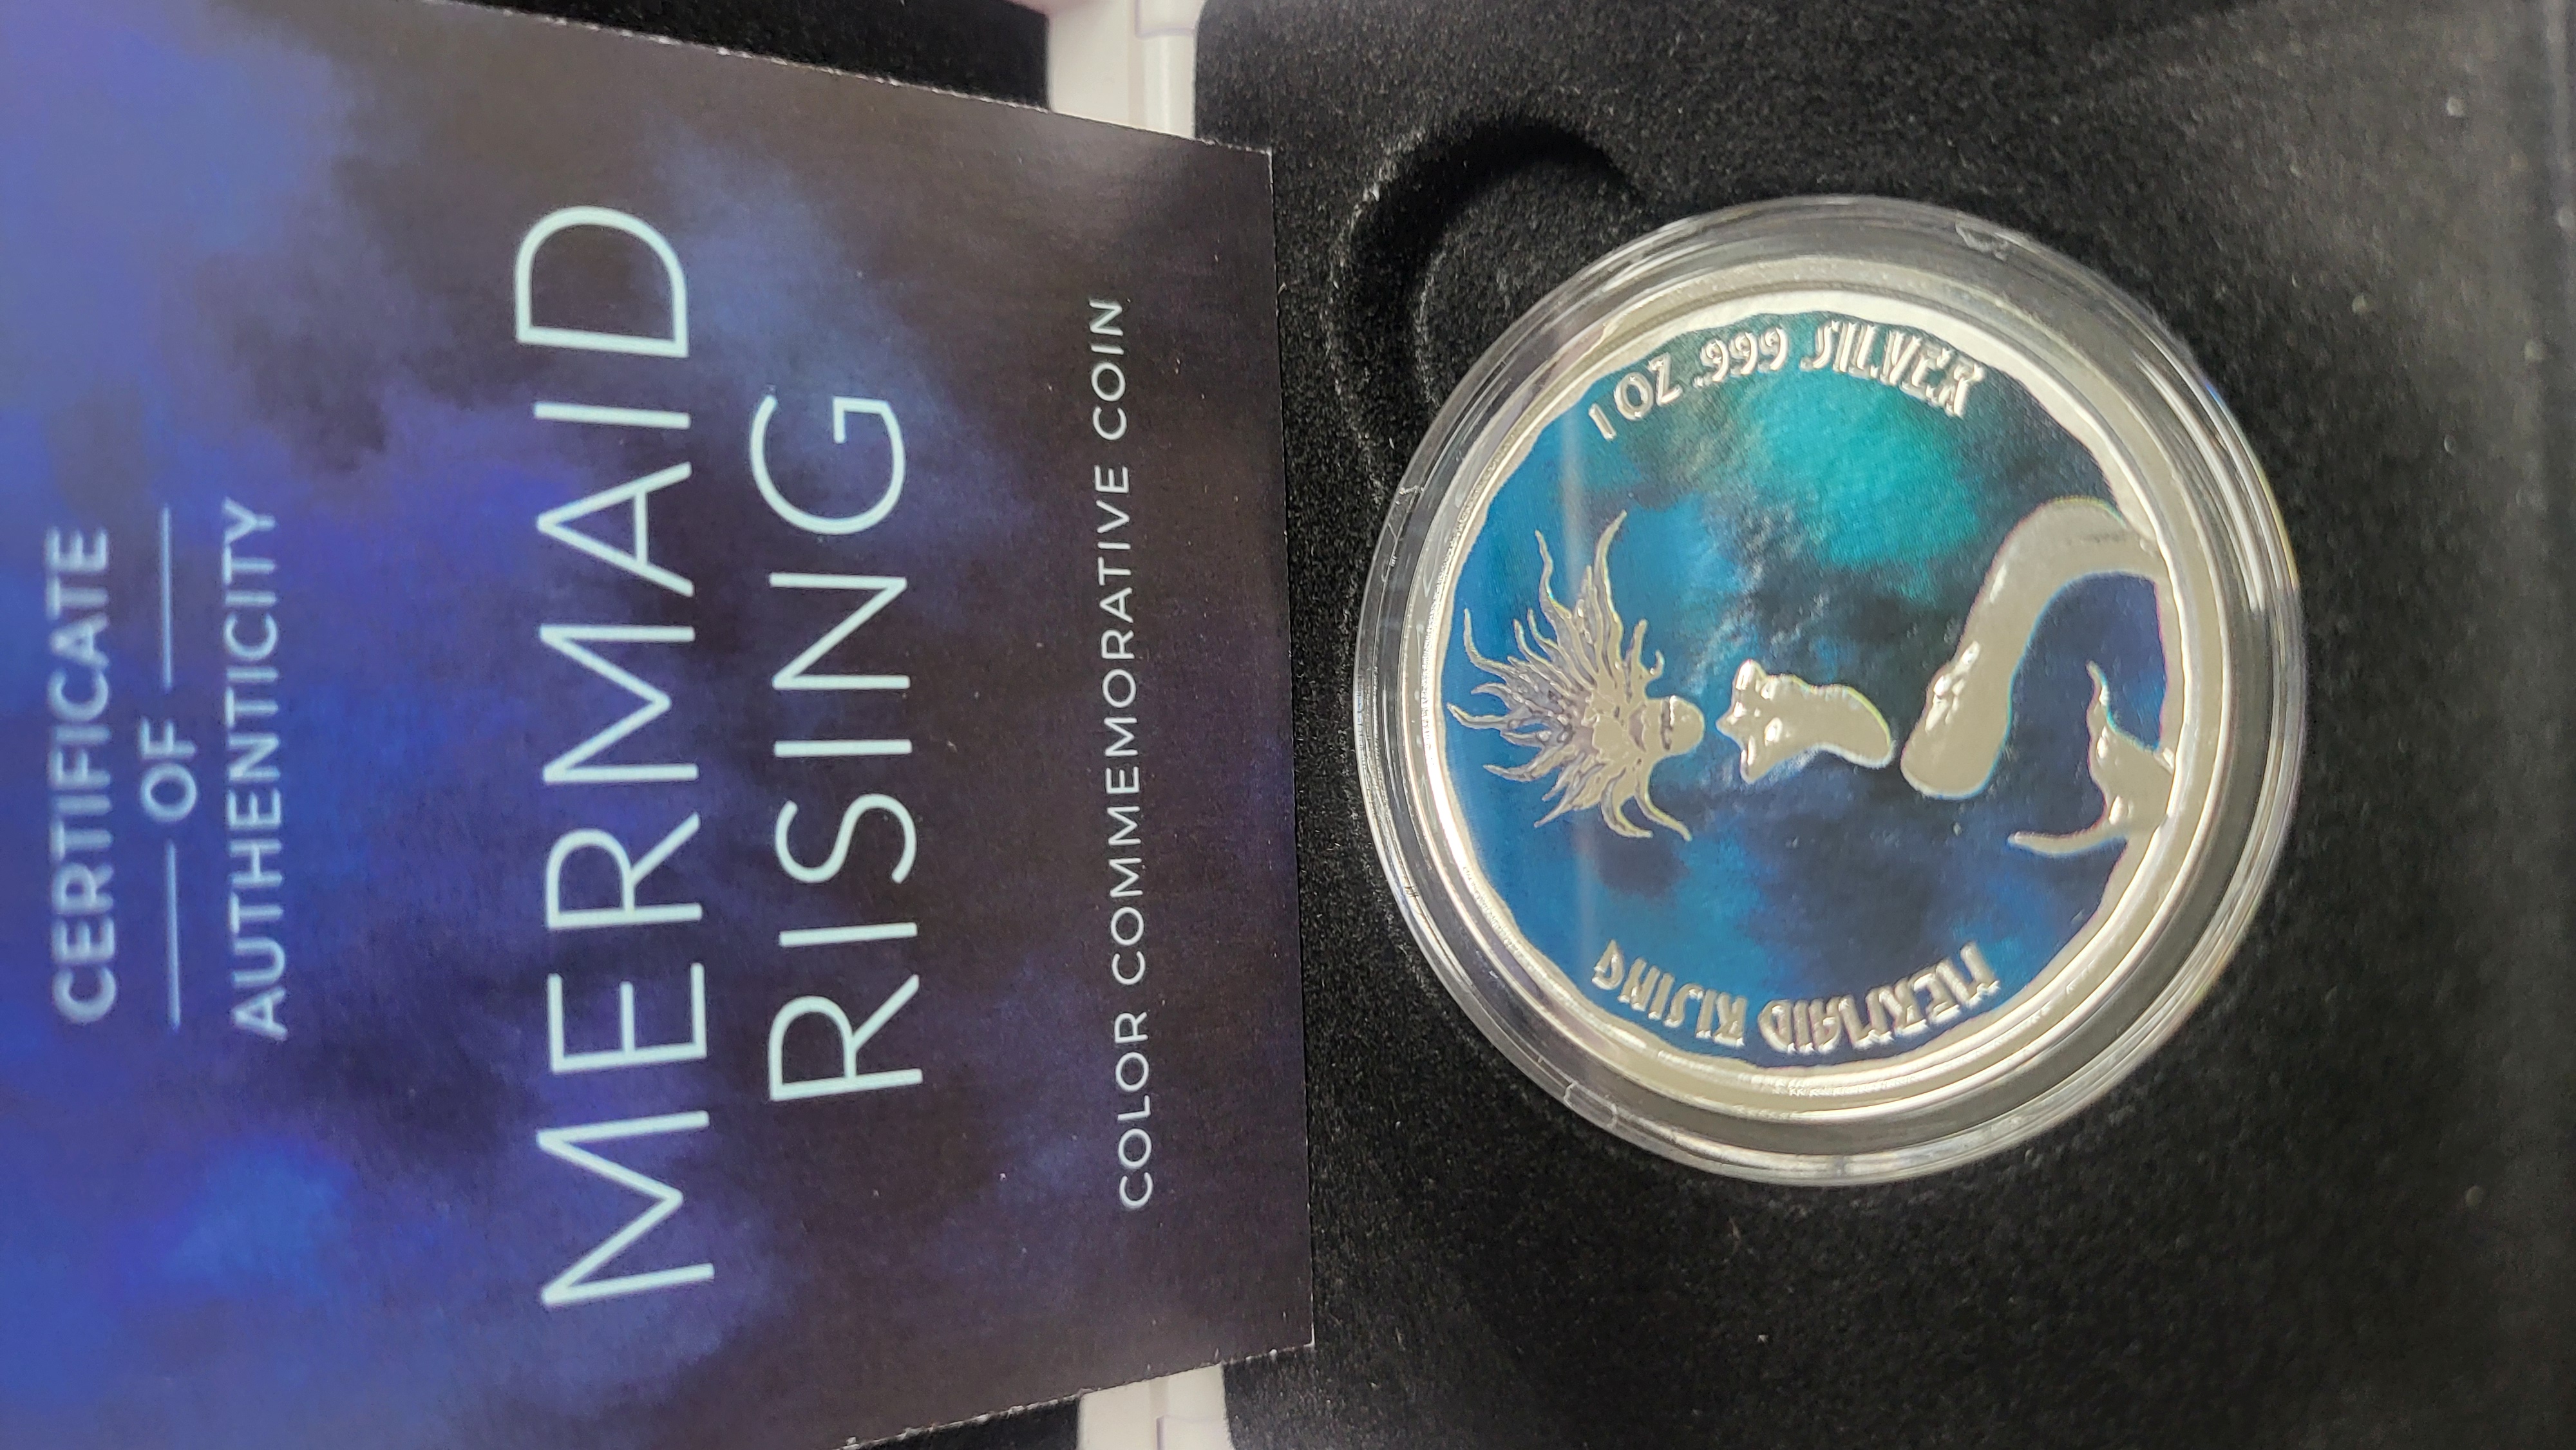 CERTIFICATE
OF
AUTHENTICITY
MERMAID
RISING
COLOR COMMEMORATIVE COIN
MERMAID RISING
1 OZ .999 SILVER